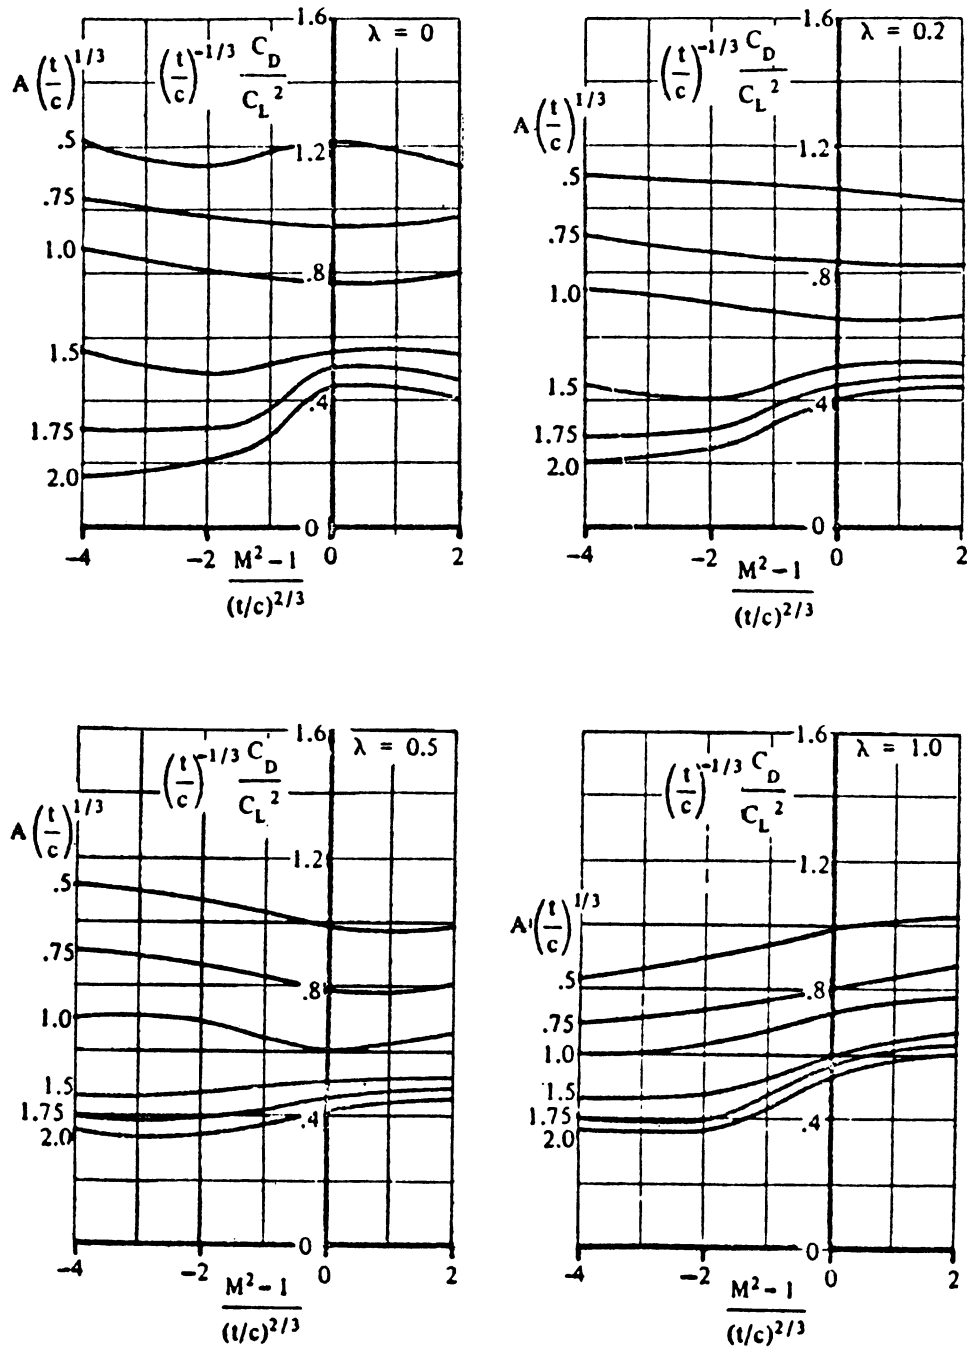 1.6
λ = 0
A (t/c)^1/3
(t/c)^-1/3 C_D/C_L^2
.5
1.2
.75
1.0
.8
1.5
1.75
.4
2.0
0
-4 -2 0 2
M^2 - 1
(t/c)^2/3
1.6
λ = 0.2
(t/c)^-1/3 C_D/C_L^2
A (t/c)^1/3
1.2
.5
.75
.8
1.0
1.5
.4
1.75
2.0
0
-4 -2 0 2
M^2 - 1
(t/c)^2/3
1.6
λ = 0.5
(t/c)^-1/3 C_D/C_L^2
A (t/c)^1/3
1.2
.5
.75
.8
1.0
1.5
1.75
.4
2.0
0
-4 -2 0 2
M^2 - 1
(t/c)^2/3
1.6
λ = 1.0
(t/c)^-1/3 C_D/C_L^2
1.2
A (t/c)^1/3
.5
.8
.75
1.0
1.5
1.75
.4
2.0
0
-4 -2 0 2
M^2 - 1
(t/c)^2/3